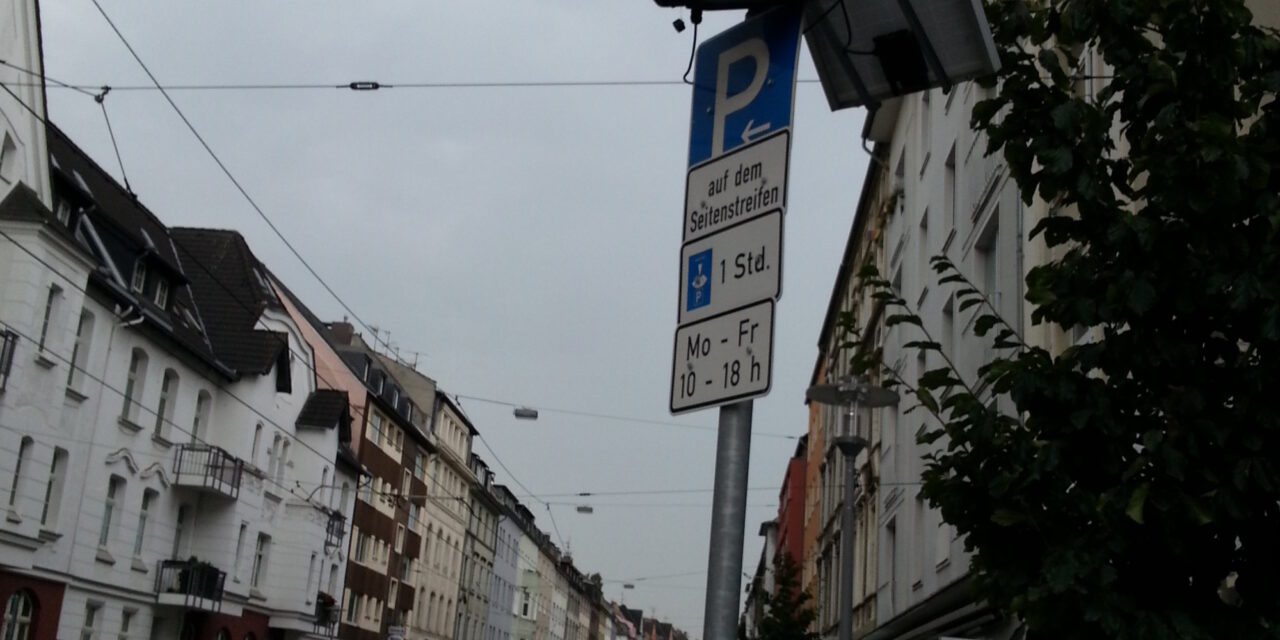 P
auf dem
Seitenstreifen
P
1 Std.
Mo - Fr
10 - 18 h